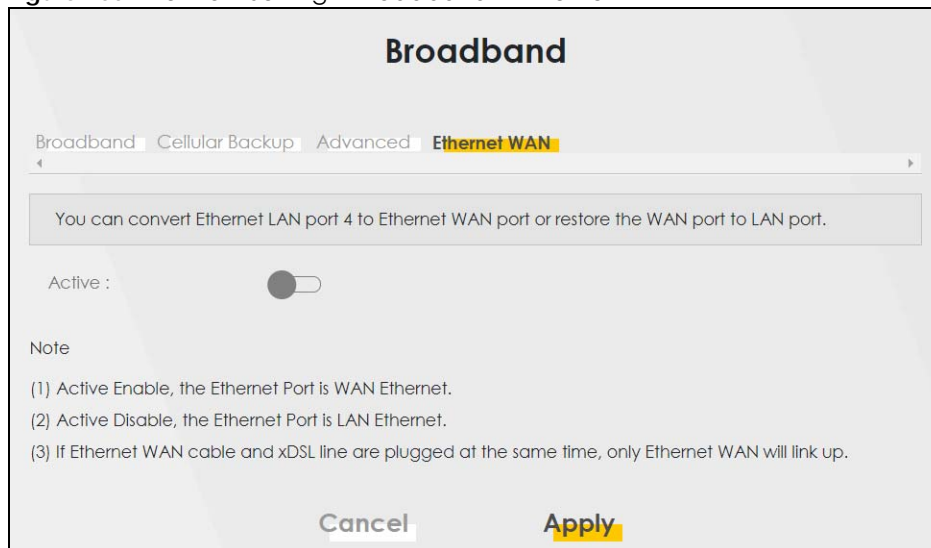 Broadband
Broadband Cellular Backup Advanced Ethernet WAN
You can convert Ethernet LAN port 4 to Ethernet WAN port or restore the WAN port to LAN port.
Active :
Note
(1) Active Enable, the Ethernet Port is WAN Ethernet.
(2) Active Disable, the Ethernet Port is LAN Ethernet.
(3) If Ethernet WAN cable and xDSL line are plugged at the same time, only Ethernet WAN will link up.
Cancel Apply